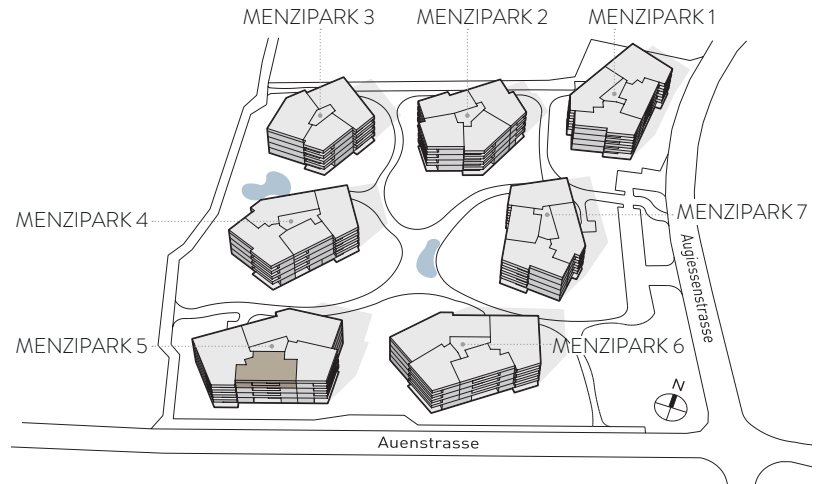 MENZIPARK 3
MENZIPARK 2
MENZIPARK 1
MENZIPARK 4
MENZIPARK 7
Augiessenstrasse
MENZIPARK 5
MENZIPARK 6
N
Auenstrasse